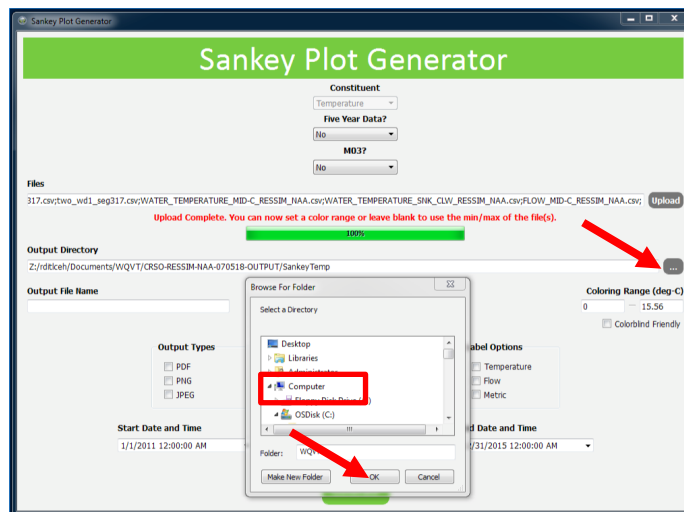 Sankey Plot Generator
Sankey Plot Generator
Constituent
Temperature
Five Year Data?
No
M03?
No
Files
317.csv;two_wd1_seg317.csv;WATER_TEMPERATURE_MID-C_RESSIM_NAA.csv;WATER_TEMPERATURE_SNK_CLW_RESSIM_NAA.csv;FLOW_MID-C_RESSIM_NAA.csv; Upload
Upload Complete. You can now set a color range or leave blank to use the min/max of the file(s).
100%
Output Directory
Z:/rditlceh/Documents/WQVT/CRSO-RESSIM-NAA-070518-OUTPUT/SankeyTemp ...
Output File Name
Coloring Range (deg-C)
0 — 15.56
Colorblind Friendly
Browse For Folder
Select a Directory
Desktop
Libraries
Computer
OSDisk (C:)
Folder:
Make New Folder OK Cancel
Output Types
PDF
PNG
JPEG
abel Options
Temperature
Flow
Metric
Start Date and Time
1/1/2011 12:00:00 AM
d Date and Time
/31/2015 12:00:00 AM